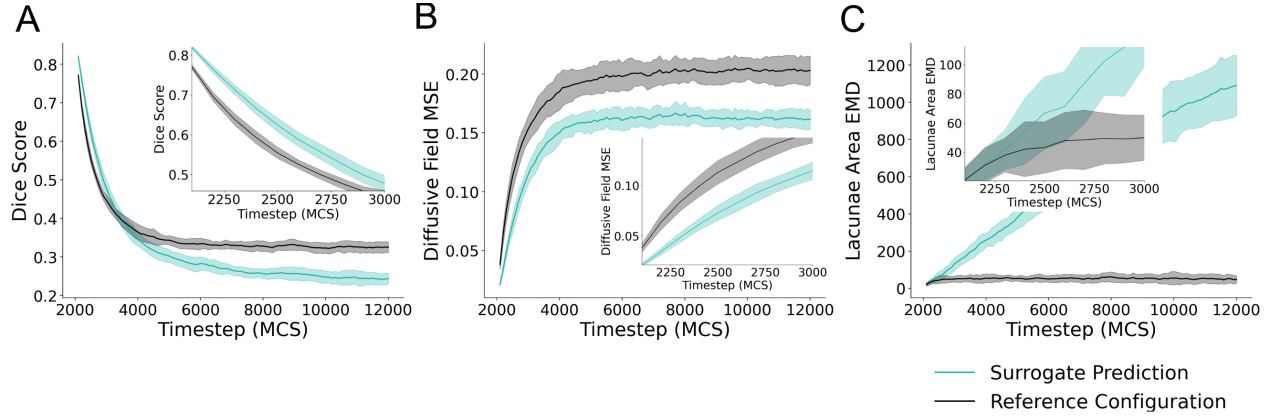 A
Dice Score
0.8
0.7
0.6
0.5
0.4
0.3
0.2
2000 4000 6000 8000 10000 12000
Timestep (MCS)
Dice Score
0.8
0.7
0.6
0.5
2250 2500 2750 3000
Timestep (MCS)
B
Diffusive Field MSE
0.20
0.15
0.10
0.05
2000 4000 6000 8000 10000 12000
Timestep (MCS)
Diffusive Field MSE
0.10
0.05
2250 2500 2750 3000
Timestep (MCS)
C
Lacunae Area EMD
1200
1000
800
600
400
200
0
2000 4000 6000 8000 10000 12000
Timestep (MCS)
Lacunae Area EMD
100
80
60
40
2250 2500 2750 3000
Timestep (MCS)
Surrogate Prediction
Reference Configuration